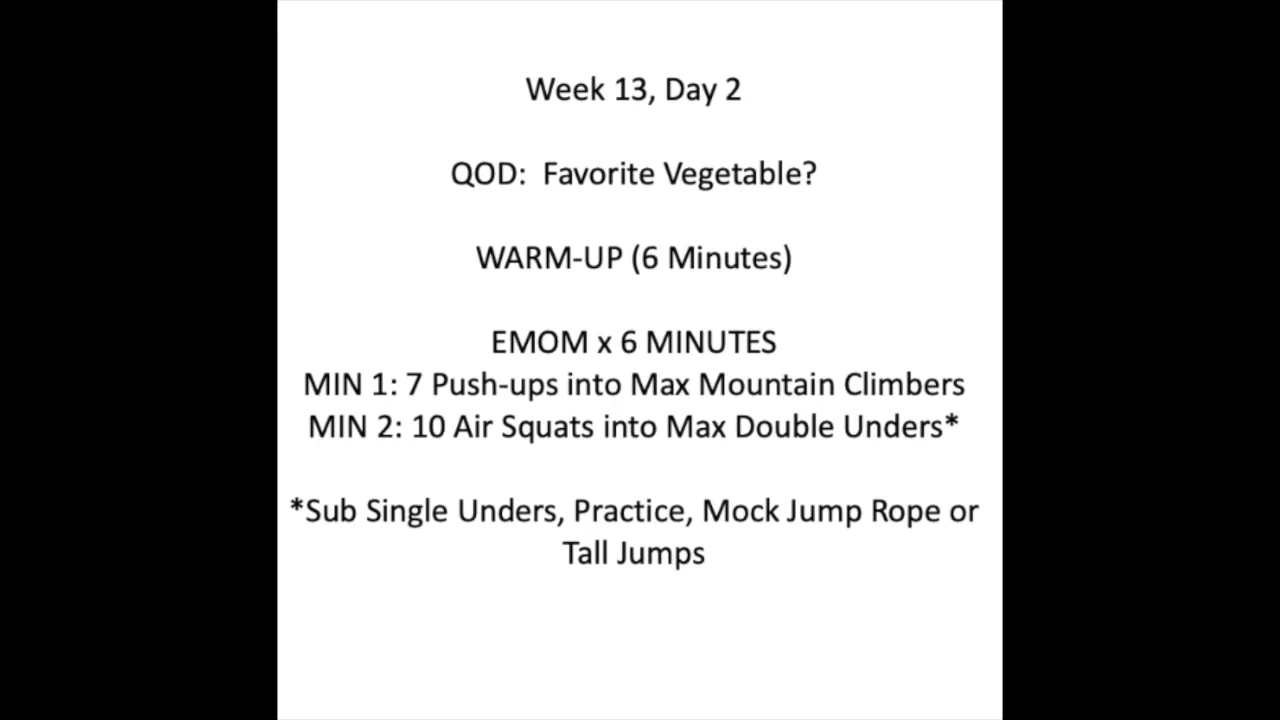 Week 13, Day 2
QOD:  Favorite Vegetable?
WARM-UP (6 Minutes)
EMOM x 6 MINUTES
MIN 1: 7 Push-ups into Max Mountain Climbers
MIN 2: 10 Air Squats into Max Double Unders*
*Sub Single Unders, Practice, Mock Jump Rope or
Tall Jumps